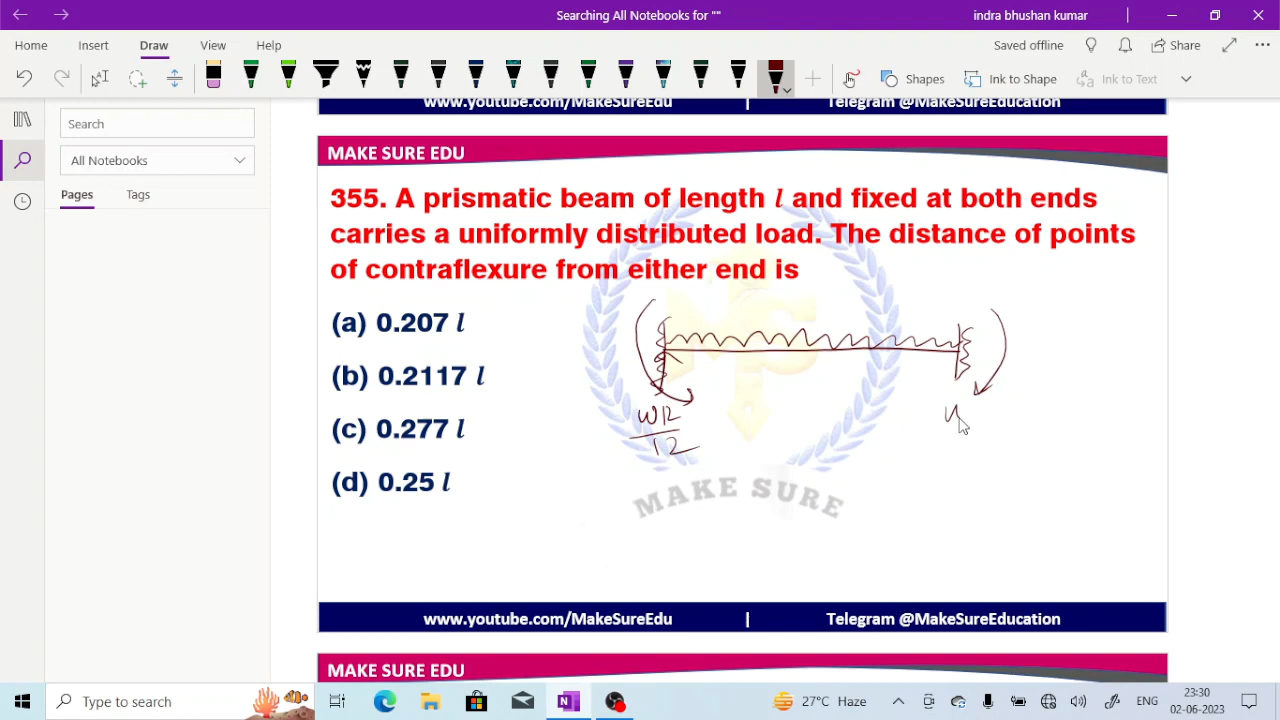 Searching All Notebooks for ""
indra bhushan kumar
Home Insert Draw View Help
Saved offline Share
Shapes Ink to Shape Ink to Text
www.youtube.com/MakeSureEdu | Telegram @MakeSureEducation
Search
All Notebooks
Pages Tags
MAKE SURE EDU
355. A prismatic beam of length l and fixed at both ends
carries a uniformly distributed load. The distance of points
of contraflexure from either end is
(a) 0.207 l
(b) 0.2117 l
(c) 0.277 l
(d) 0.25 l
12
MAKE SURE
www.youtube.com/MakeSureEdu | Telegram @MakeSureEducation
MAKE SURE EDU
Type to search
27°C Haze
ENG
23:30
02-06-2023